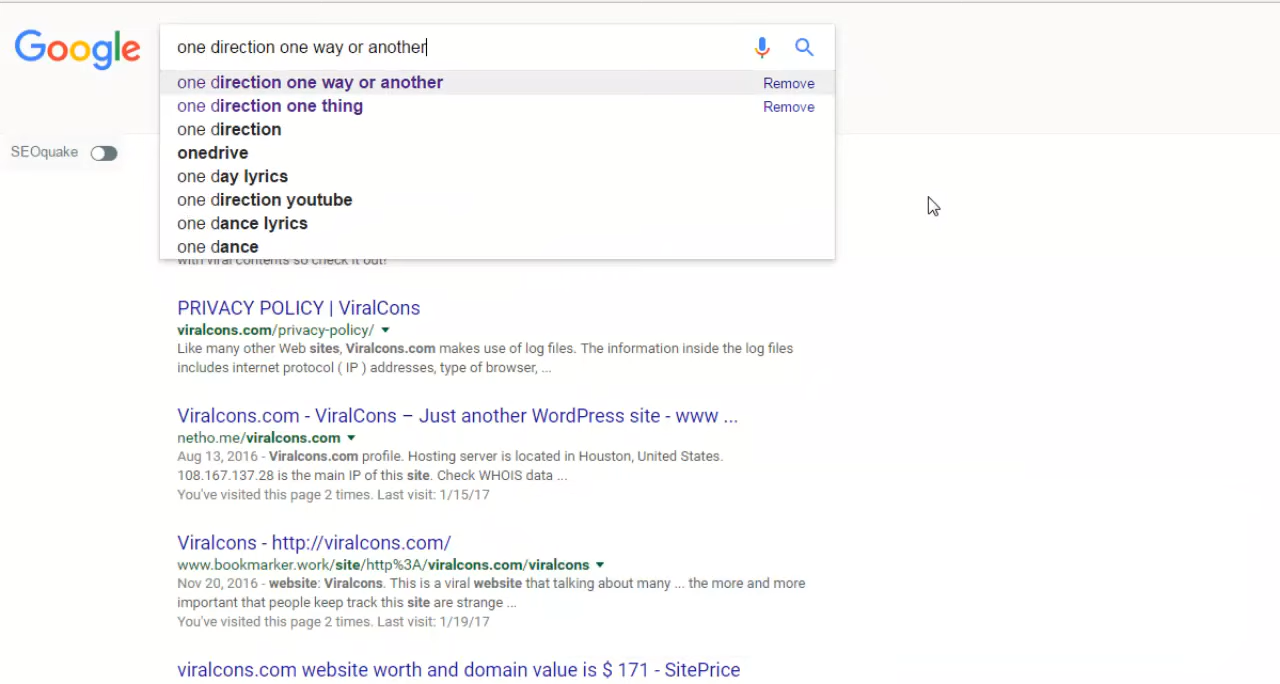 Google
one direction one way or another
one direction one way or another Remove
one direction one thing Remove
one direction
onedrive
one day lyrics
one direction youtube
one dance lyrics
one dance
SEOquake
with viral contents so check it out!
PRIVACY POLICY | ViralCons
viralcons.com/privacy-policy/
Like many other Web sites, Viralcons.com makes use of log files. The information inside the log files
includes internet protocol ( IP ) addresses, type of browser, ...
Viralcons.com - ViralCons – Just another WordPress site - www ...
netho.me/viralcons.com
Aug 13, 2016 - Viralcons.com profile. Hosting server is located in Houston, United States.
108.167.137.28 is the main IP of this site. Check WHOIS data ...
You've visited this page 2 times. Last visit: 1/15/17
Viralcons - http://viralcons.com/
www.bookmarker.work/site/http%3A/viralcons.com/viralcons
Nov 20, 2016 - website: Viralcons. This is a viral website that talking about many ... the more and more
important that people keep track this site are strange ...
You've visited this page 2 times. Last visit: 1/19/17
viralcons.com website worth and domain value is $ 171 - SitePrice